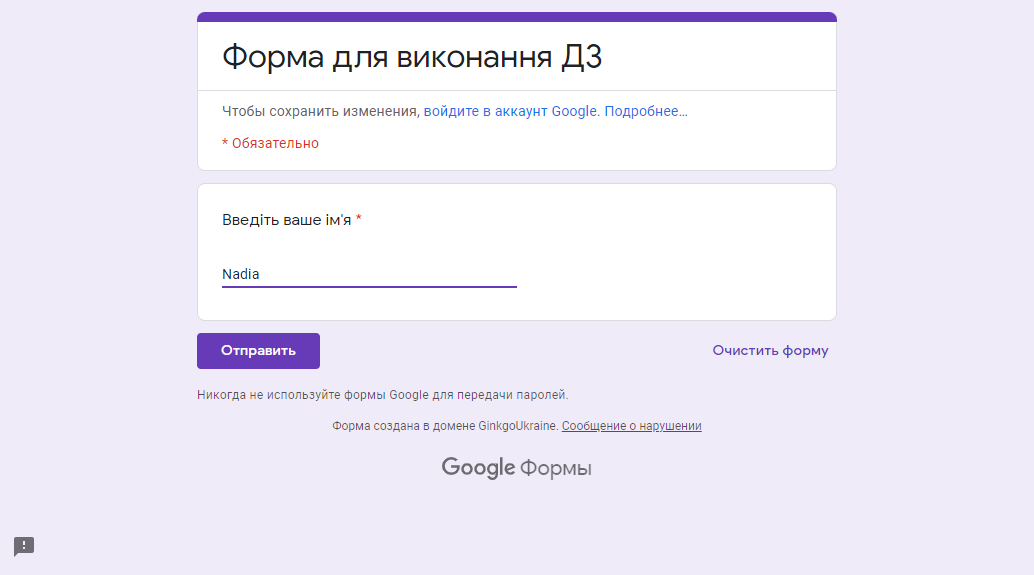 Форма для виконання ДЗ
Чтобы сохранить изменения, войдите в аккаунт Google. Подробнее…
* Обязательно
Введіть ваше ім'я *
Nadia
Отправить
Очистить форму
Никогда не используйте формы Google для передачи паролей.
Форма создана в домене GinkgoUkraine. Сообщение о нарушении
Google Формы